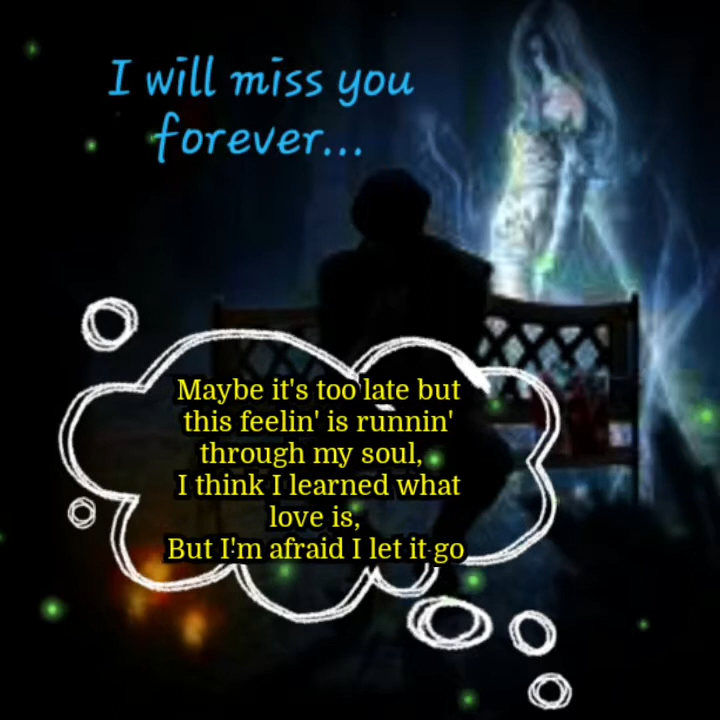 I will miss you
forever...
Maybe it's too late but
this feelin' is runnin'
through my soul,
I think I learned what
love is,
But I'm afraid I let it go